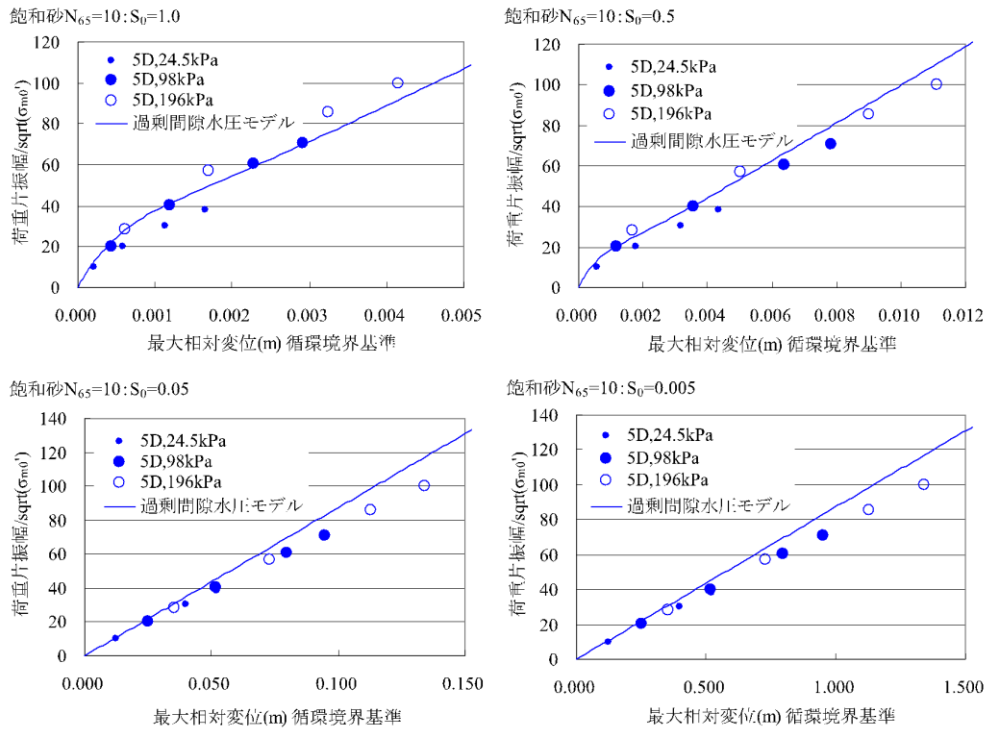 飽和砂N65=10:S0=1.0
荷重片振幅/sqrt(σm0')
120
100
80
60
40
20
0
5D,24.5kPa
5D,98kPa
5D,196kPa
過剰間隙水圧モデル
0.000 0.001 0.002 0.003 0.004 0.005
最大相対変位(m) 循環境界基準
飽和砂N65=10:S0=0.5
荷重片振幅/sqrt(σm0')
120
100
80
60
40
20
0
5D,24.5kPa
5D,98kPa
5D,196kPa
過剰間隙水圧モデル
0.000 0.002 0.004 0.006 0.008 0.010 0.012
最大相対変位(m) 循環境界基準
飽和砂N65=10:S0=0.05
荷重片振幅/sqrt(σm0')
140
120
100
80
60
40
20
0
5D,24.5kPa
5D,98kPa
5D,196kPa
過剰間隙水圧モデル
0.000 0.050 0.100 0.150
最大相対変位(m) 循環境界基準
飽和砂N65=10:S0=0.005
荷重片振幅/sqrt(σm0')
140
120
100
80
60
40
20
0
5D,24.5kPa
5D,98kPa
5D,196kPa
過剰間隙水圧モデル
0.000 0.500 1.000 1.500
最大相対変位(m) 循環境界基準